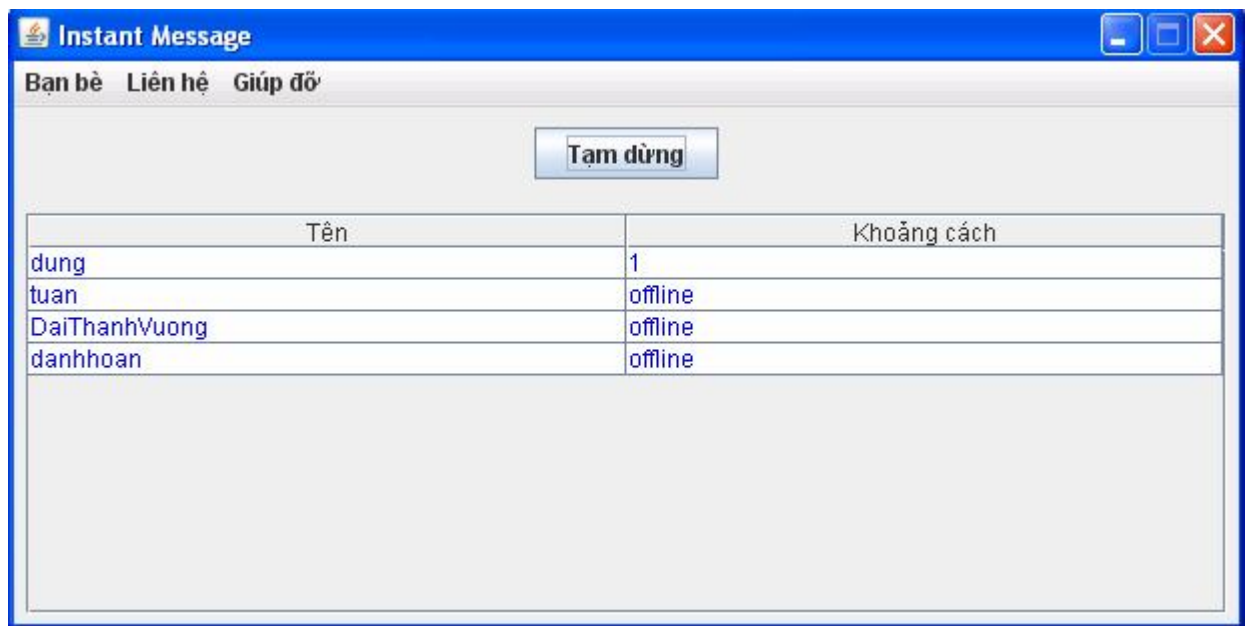 Instant Message
Bạn bè Liên hệ Giúp đỡ
Tạm dừng
Tên Khoảng cách
dung 1
tuan offline
DaiThanhVuong offline
danhhoan offline